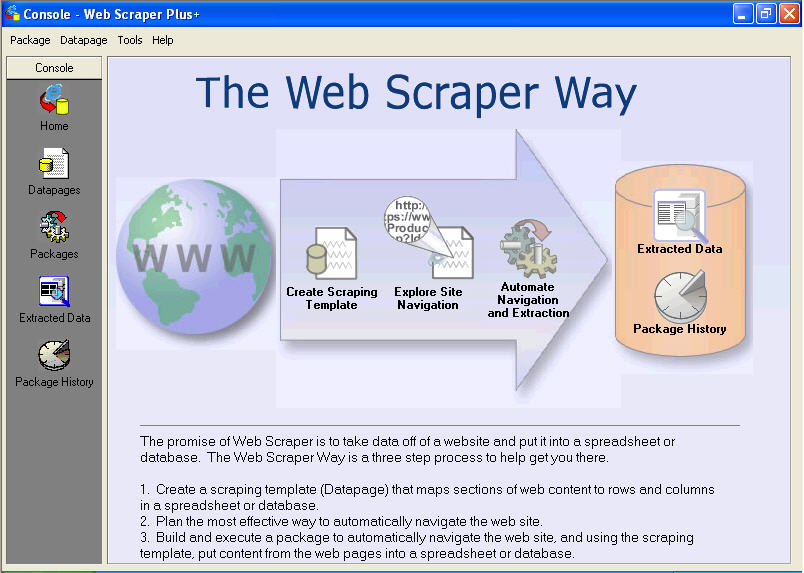 Console - Web Scraper Plus+
Package Datapage Tools Help
Console
Home
Datapages
Packages
Extracted Data
Package History
The Web Scraper Way
WWW
http:/
ps://ww
Produc
p?Id
Create Scraping
Template
Explore Site
Navigation
Automate
Navigation
and Extraction
Extracted Data
Package History
The promise of Web Scraper is to take data off of a website and put it into a spreadsheet or
database. The Web Scraper Way is a three step process to help get you there.
1. Create a scraping template (Datapage) that maps sections of web content to rows and columns
in a spreadsheet or database.
2. Plan the most effective way to automatically navigate the web site.
3. Build and execute a package to automatically navigate the web site, and using the scraping
template, put content from the web pages into a spreadsheet or database.